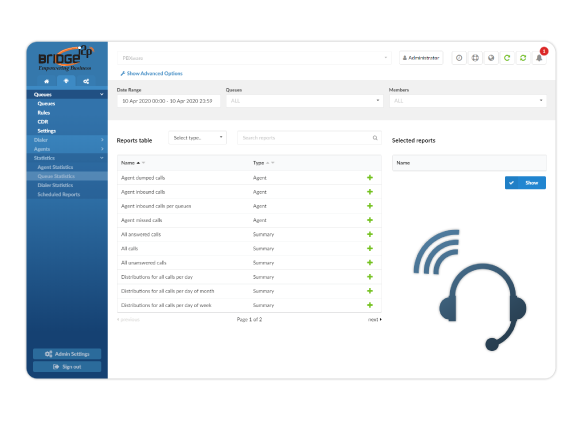 BRIDGE icp
Engineering Business
Queues
Queues
Rules
CDR
Settings
Dialer
Agents
Statistics
Agent Statistics
Queue Statistics
Dialer Statistics
Scheduled Reports
Admin Settings
Sign out
Administrator
1
Show Advanced Options
Date Range
Queues
Members
10 Apr 2020 00:00 - 10 Apr 2020 23:59
ALL
ALL
Reports table
Select type..
Search reports
Selected reports
Name
Type
Name
Agent dumped calls
Agent
Agent inbound calls
Agent
Show
Agent inbound calls per queues
Agent
Agent missed calls
Agent
All answered calls
Summary
All calls
Summary
All unanswered calls
Summary
Distributions for all calls per day
Summary
Distributions for all calls per day of month
Summary
Distributions for all calls per day of week
Summary
previous
Page 1 of 2
next